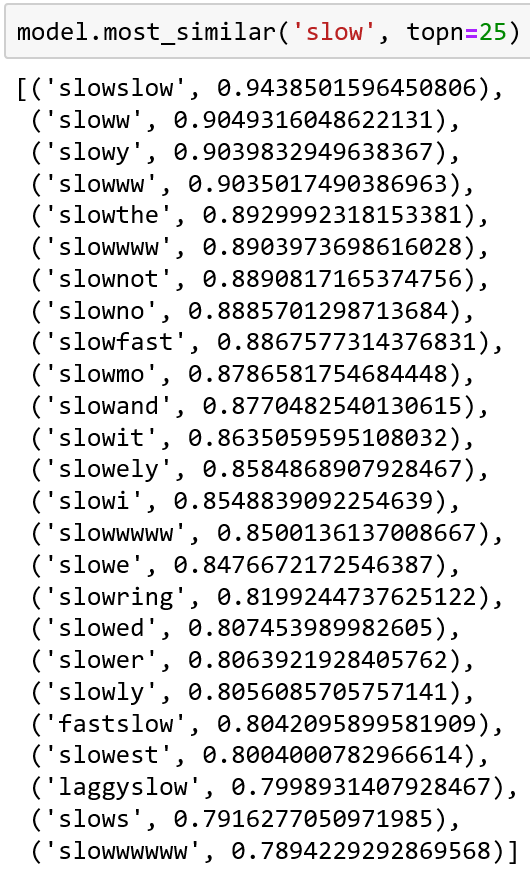 model.most_similar('slow', topn=25)
[('slowslow', 0.9438501596450806),
('sloww', 0.9049316048622131),
('slowy', 0.9039832949638367),
('slowww', 0.9035017490386963),
('slowthe', 0.8929992318153381),
('slowwww', 0.8903973698616028),
('slownot', 0.8890817165374756),
('slowno', 0.8885701298713684),
('slowfast', 0.8867577314376831),
('slowmo', 0.8786581754684448),
('slowand', 0.8770482540130615),
('slowit', 0.8635059595108032),
('slowely', 0.8584868907928467),
('slowi', 0.8548839092254639),
('slowwwww', 0.8500136137008667),
('slowe', 0.8476672172546387),
('slowring', 0.8199244737625122),
('slowed', 0.807453989982605),
('slower', 0.8063921928405762),
('slowly', 0.8056085705757141),
('fastslow', 0.8042095899581909),
('slowest', 0.8004000782966614),
('laggyslow', 0.7998931407928467),
('slows', 0.7916277050971985),
('slowwwwww', 0.7894229292869568)]